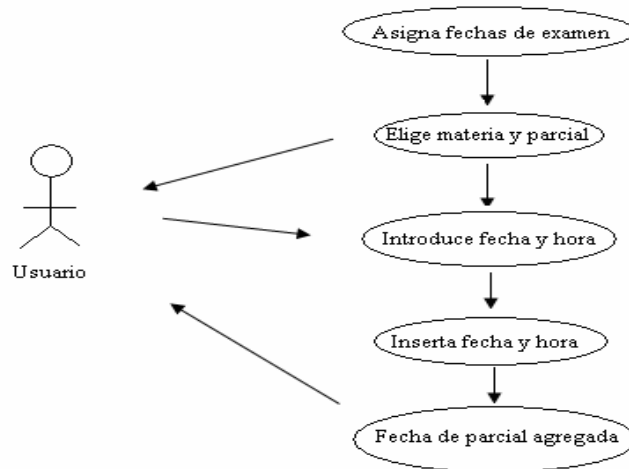 Asigna fechas de examen
Elige materia y parcial
Introduce fecha y hora
Usuario
Inserta fecha y hora
Fecha de parcial agregada